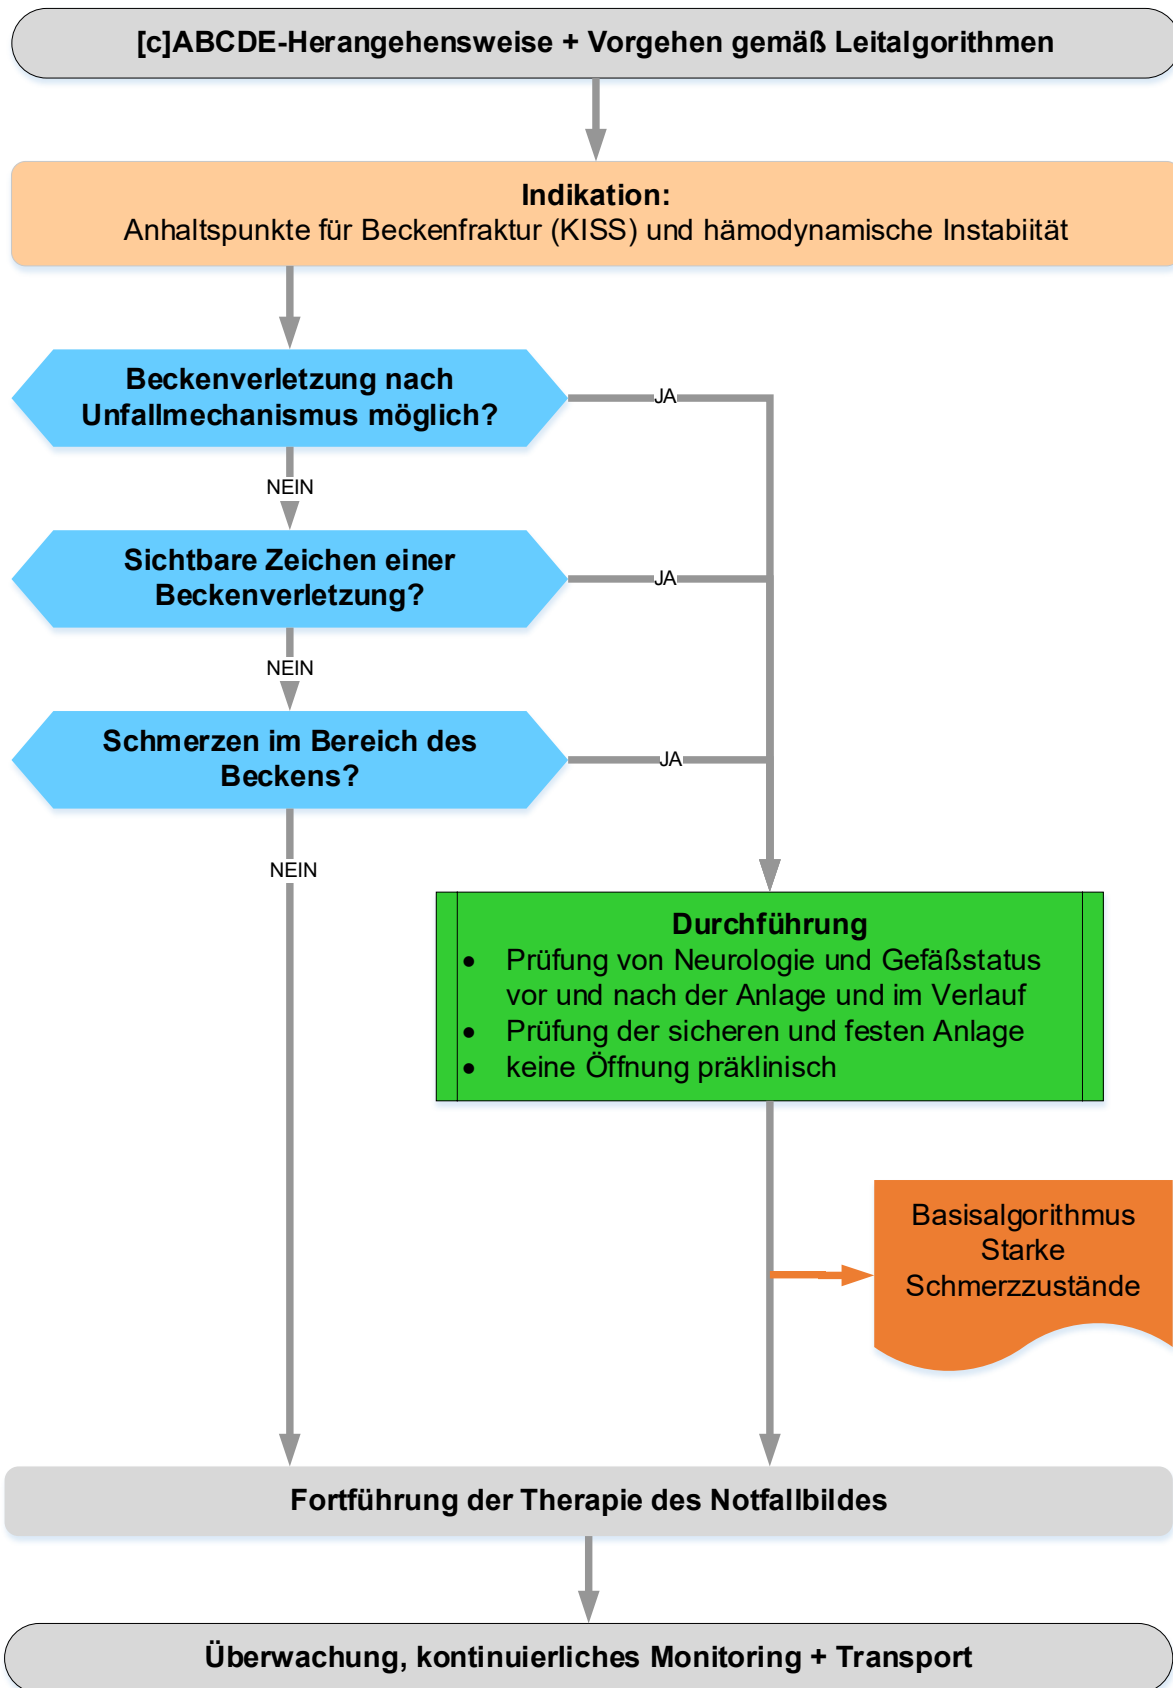 [c]ABCDE-Herangehensweise + Vorgehen gemäß Leitalgorithmen
Indikation:
Anhaltspunkte für Beckenfraktur (KISS) und hämodynamische Instabiität
Beckenverletzung nach
Unfallmechanismus möglich?
JA
NEIN
Sichtbare Zeichen einer
Beckenverletzung?
JA
NEIN
Schmerzen im Bereich des
Beckens?
JA
NEIN
Durchführung
• Prüfung von Neurologie und Gefäßstatus
vor und nach der Anlage und im Verlauf
• Prüfung der sicheren und festen Anlage
• keine Öffnung präklinisch
Basisalgorithmus
Starke
Schmerzzustände
Fortführung der Therapie des Notfallbildes
Überwachung, kontinuierliches Monitoring + Transport